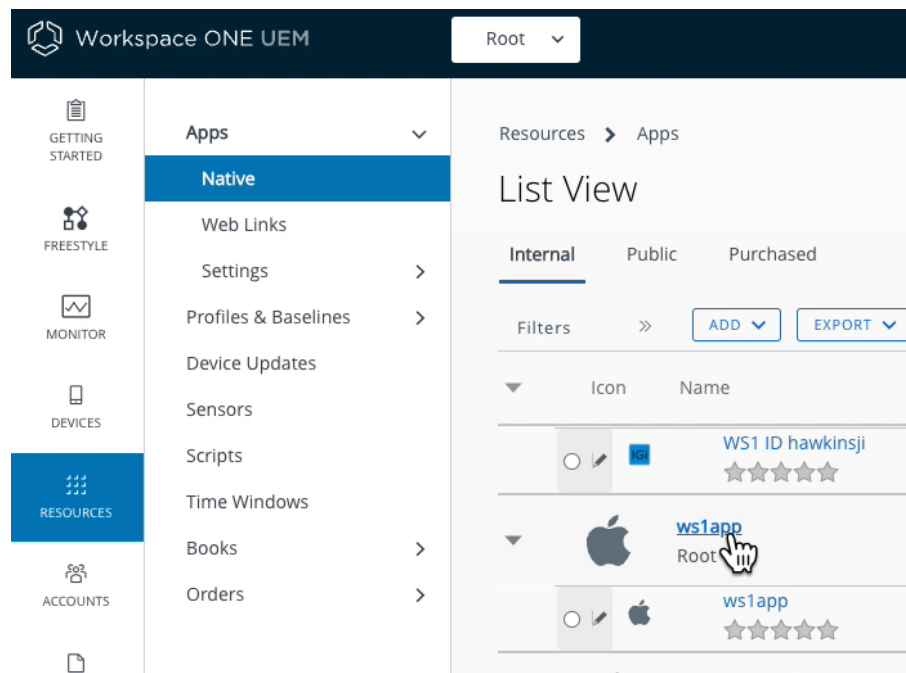 Workspace ONE UEM
Root
GETTING
STARTED
FREESTYLE
MONITOR
DEVICES
RESOURCES
ACCOUNTS
Apps
Native
Web Links
Settings
Profiles & Baselines
Device Updates
Sensors
Scripts
Time Windows
Books
Orders
Resources > Apps
List View
Internal Public Purchased
Filters » ADD EXPORT
Icon Name
IGI WS1 ID hawkinsji
ws1app
Root
ws1app